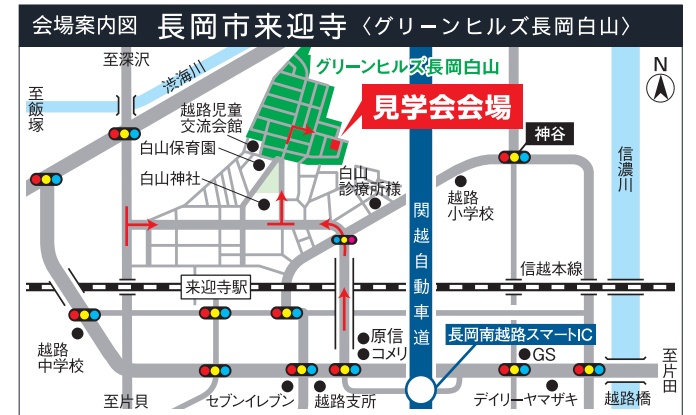 会場案内図 長岡市来迎寺〈グリーンヒルズ長岡白山〉
至深沢
渋海川
グリーンヒルズ長岡白山
N
至飯塚
越路児童
交流会館
見学会会場
白山保育園
神谷
白山神社
白山
診療所様
信濃川
越路
小学校
関越自動車道
信越本線
来迎寺駅
原信
コメリ
長岡南越路スマートIC
越路
中学校
GS
至片田
至片貝
セブンイレブン
越路支所
デイリーヤマザキ
越路橋